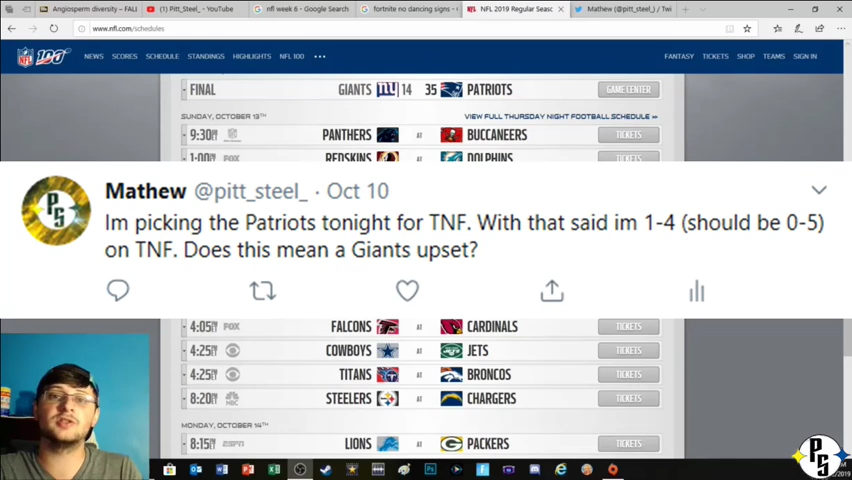 Angiosperm diversity – FALL
Pitt_Steel_ - YouTube
nfl week 6 - Google Search
fortnite no dancing signs - G
NFL 2019 Regular Season
Mathew (@pitt_steel_) / Twi
www.nfl.com/schedules
NFL 100
NEWS SCORES SCHEDULE STANDINGS HIGHLIGHTS NFL 100
FANTASY TICKETS SHOP TEAMS SIGN IN
FINAL GIANTS 14 35 PATRIOTS GAME CENTER
SUNDAY, OCTOBER 13TH VIEW FULL THURSDAY NIGHT FOOTBALL SCHEDULE »
9:30 PANTHERS AT BUCCANEERS TICKETS
1:00 FOX REDSKINS AT DOLPHINS
Mathew @pitt_steel_ · Oct 10
Im picking the Patriots tonight for TNF. With that said im 1-4 (should be 0-5)
on TNF. Does this mean a Giants upset?
PS
4:05 FOX FALCONS AT CARDINALS TICKETS
4:25 COWBOYS AT JETS TICKETS
4:25 TITANS AT BRONCOS TICKETS
8:20 NBC STEELERS AT CHARGERS TICKETS
MONDAY, OCTOBER 14TH
8:15 ESPN LIONS AT PACKERS TICKETS
PS